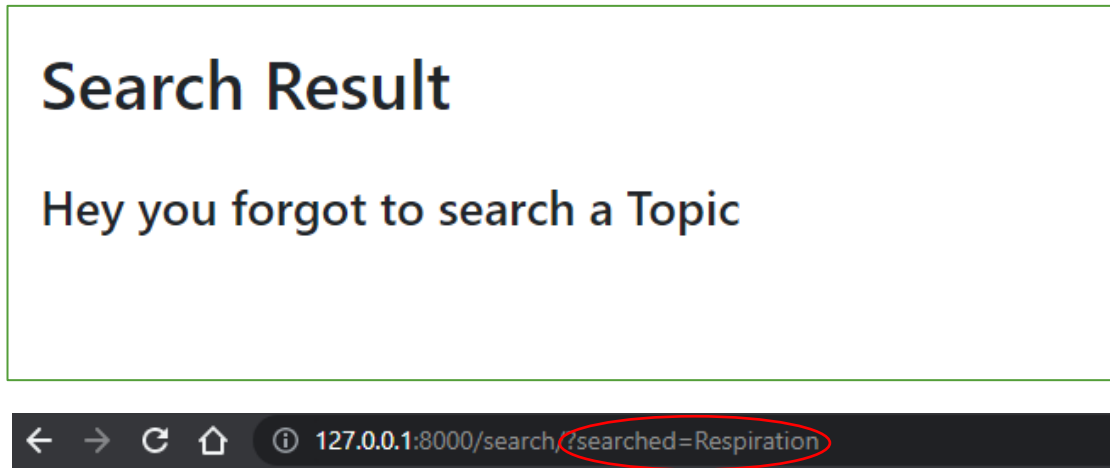 Search Result
Hey you forgot to search a Topic
127.0.0.1:8000/search/?searched=Respiration